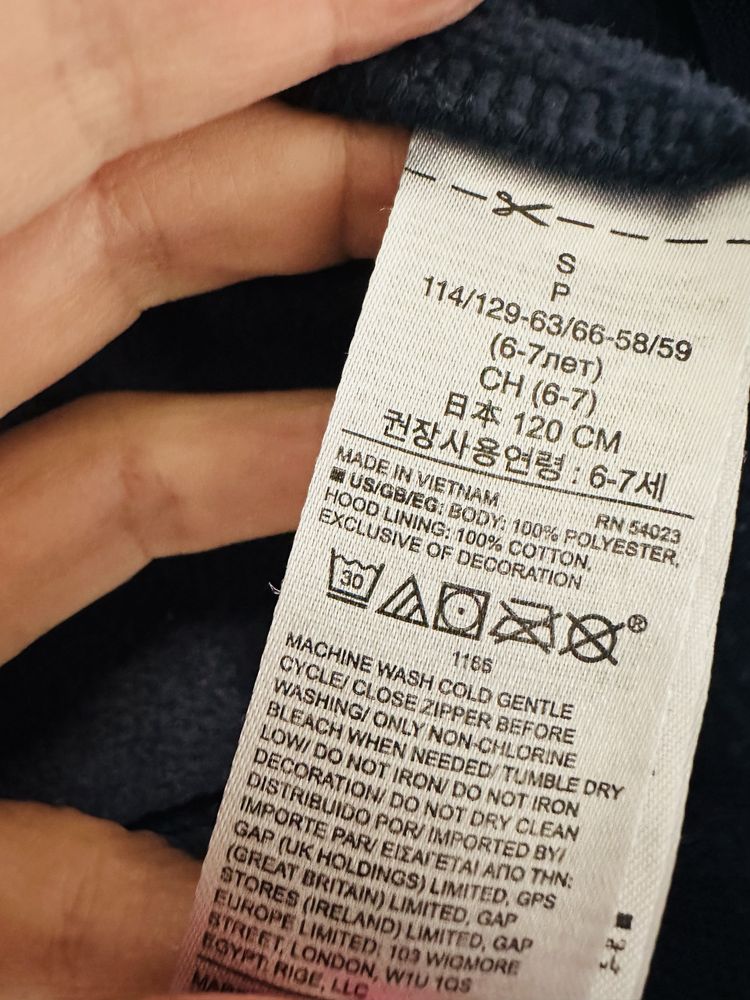 S
P
114/129-63/66-58/59
(6-7лет)
CH (6-7)
日本 120 CM
권장사용연령 : 6-7세
MADE IN VIETNAM
RN 54023
US/GB/EG: BODY: 100% POLYESTER,
HOOD LINING: 100% COTTON.
EXCLUSIVE OF DECORATION
30
®
1186
MACHINE WASH COLD GENTLE
CYCLE/ CLOSE ZIPPER BEFORE
WASHING/ ONLY NON-CHLORINE
BLEACH WHEN NEEDED/ TUMBLE DRY
LOW/ DO NOT IRON/ DO NOT IRON
DECORATION/ DO NOT DRY CLEAN
DISTRIBUIDO POR/ IMPORTED BY/
IMPORTE PAR/ ΕΙΣΑΓΕΤΑΙ ΑΠΟ ΤΗΝ:
GAP (UK HOLDINGS) LIMITED, GPS
(GREAT BRITAIN) LIMITED, GAP
STORES (IRELAND) LIMITED, GAP
EUROPE LIMITED, 103 WIGMORE
STREET, LONDON, W1U 1QS
EGYPT: RIGE, LLC